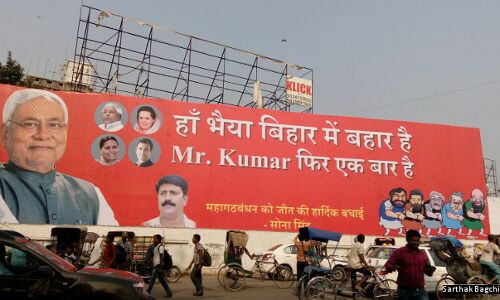 KLICK
हाँ भैया बिहार में बहार है
Mr. Kumar फिर एक बार है
महागठबंधन को जीत की हार्दिक बधाई
- सोना सिंह
Sarthak Bagchi